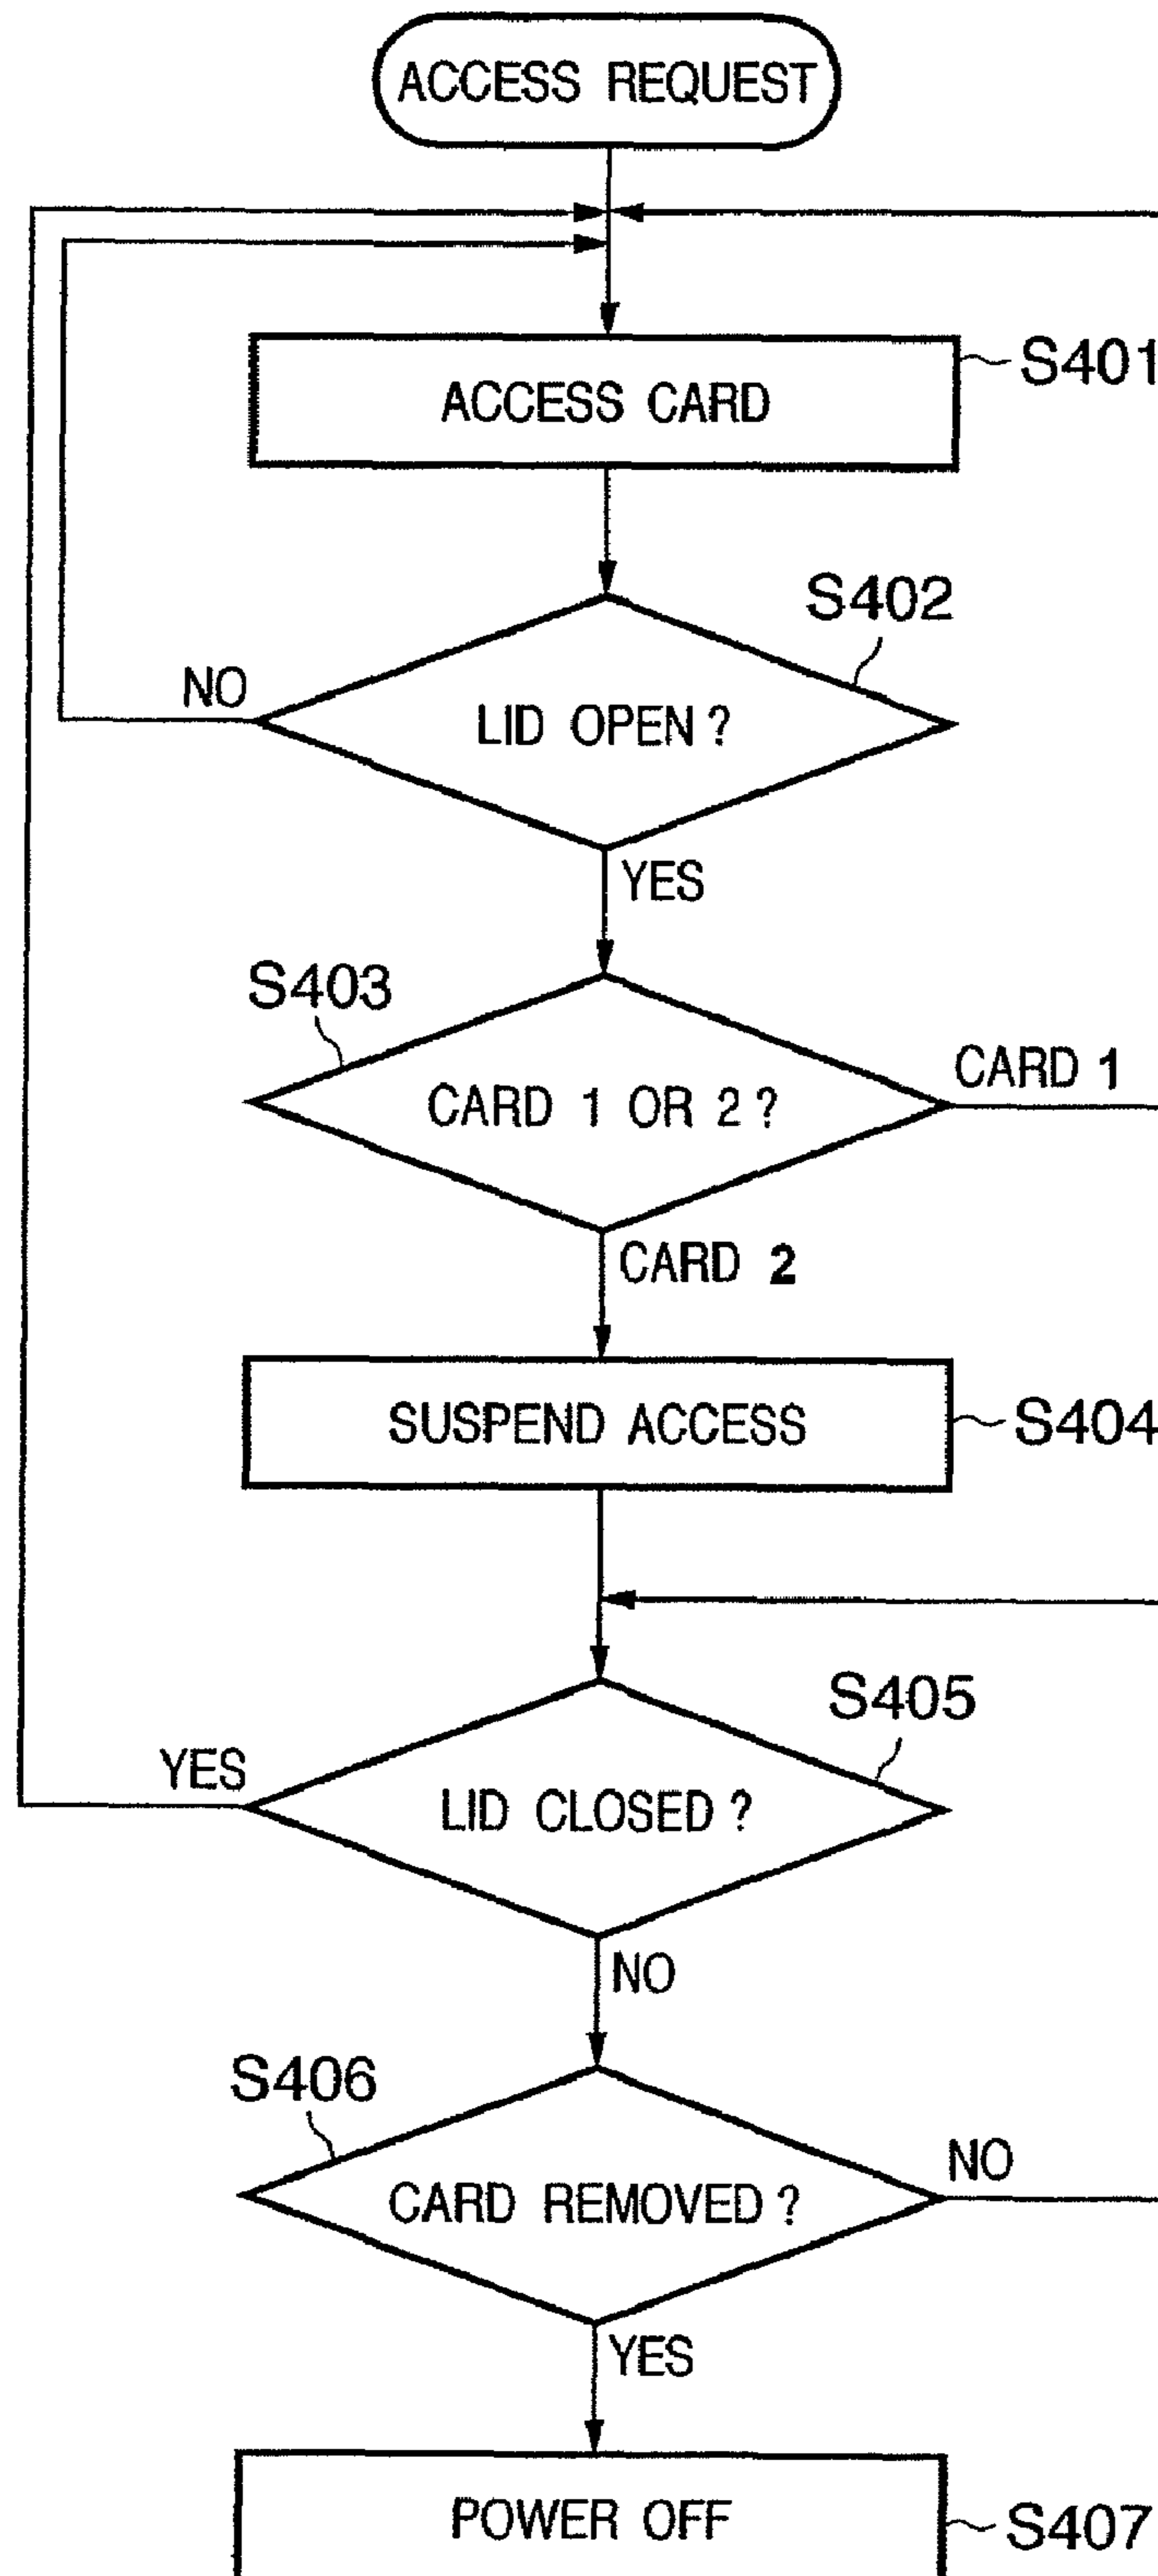 ACCESS REQUEST
S401
ACCESS CARD
S402
NO
LID OPEN ?
YES
S403
CARD 1
CARD 1 OR 2 ?
CARD 2
SUSPEND ACCESS
S404
S405
YES
LID CLOSED ?
NO
S406
NO
CARD REMOVED ?
YES
POWER OFF
S407